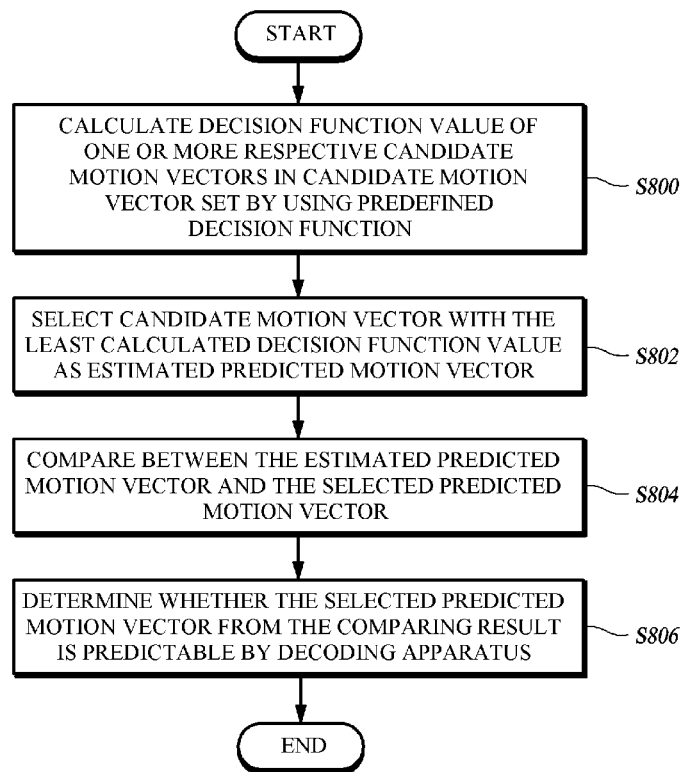 START
CALCULATE DECISION FUNCTION VALUE OF
ONE OR MORE RESPECTIVE CANDIDATE
MOTION VECTORS IN CANDIDATE MOTION
VECTOR SET BY USING PREDEFINED
DECISION FUNCTION
S800
SELECT CANDIDATE MOTION VECTOR WITH THE
LEAST CALCULATED DECISION FUNCTION VALUE
AS ESTIMATED PREDICTED MOTION VECTOR
S802
COMPARE BETWEEN THE ESTIMATED PREDICTED
MOTION VECTOR AND THE SELECTED PREDICTED
MOTION VECTOR
S804
DETERMINE WHETHER THE SELECTED PREDICTED
MOTION VECTOR FROM THE COMPARING RESULT
IS PREDICTABLE BY DECODING APPARATUS
S806
END